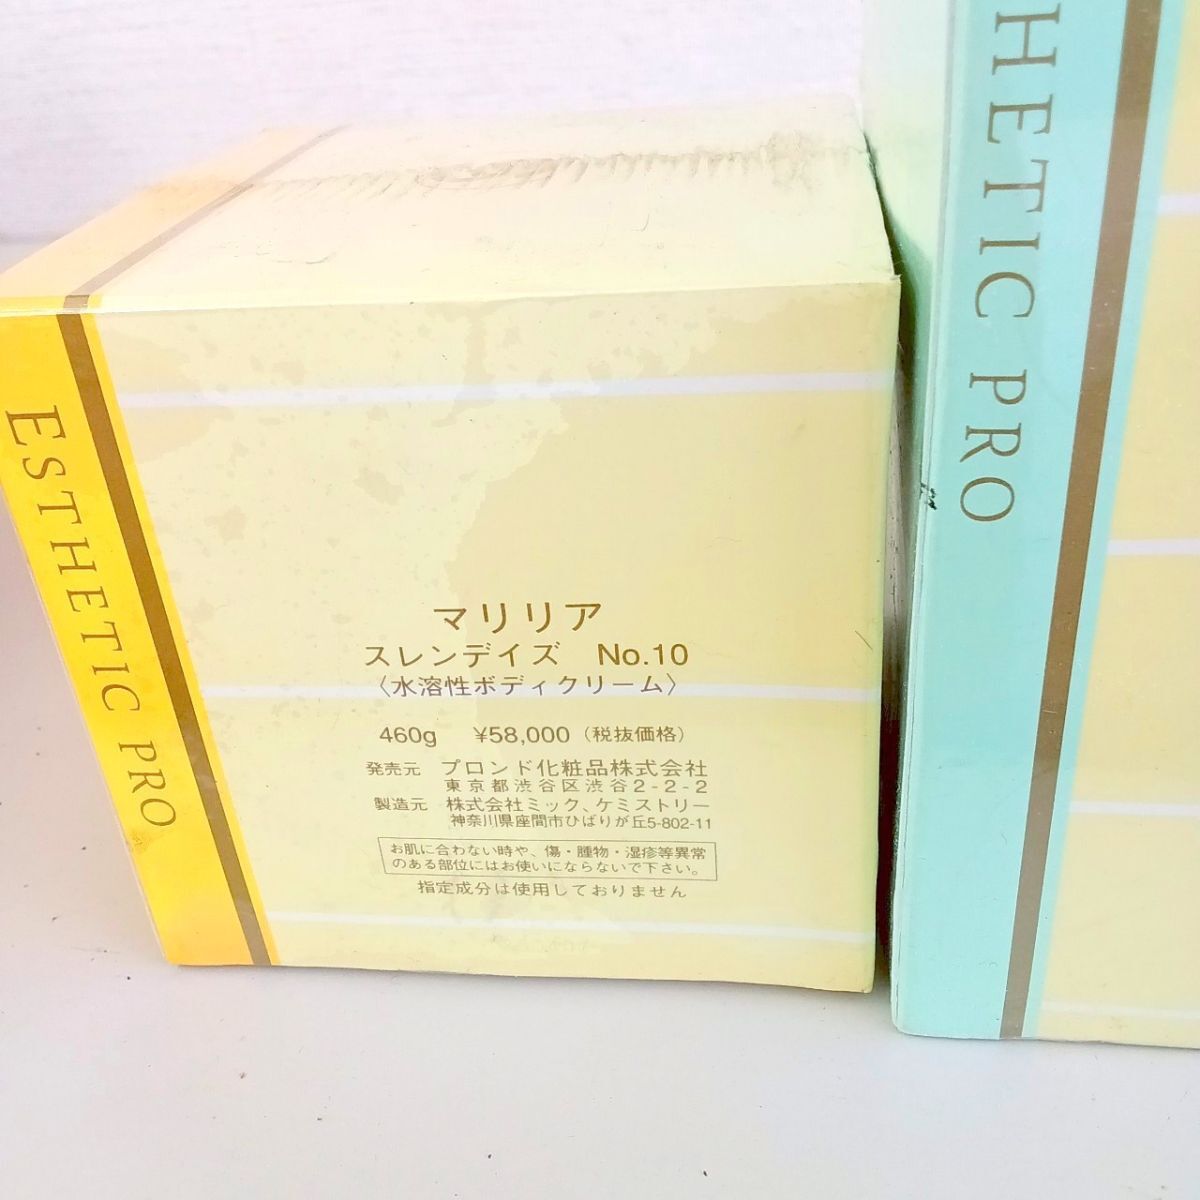 ESTHETIC PRO
マリリア
スレンデイズ No.10
〈水溶性ボディクリーム〉
460g ¥58,000（税抜価格）
発売元 プロンド化粧品株式会社
東京都渋谷区渋谷2-2-2
製造元 株式会社ミック、ケミストリー
神奈川県座間市ひばりが丘5-802-11
お肌に合わない時や、傷・腫物・湿疹等異常
のある部位にはお使いにならないで下さい。
指定成分は使用しておりません
HETIC PRO